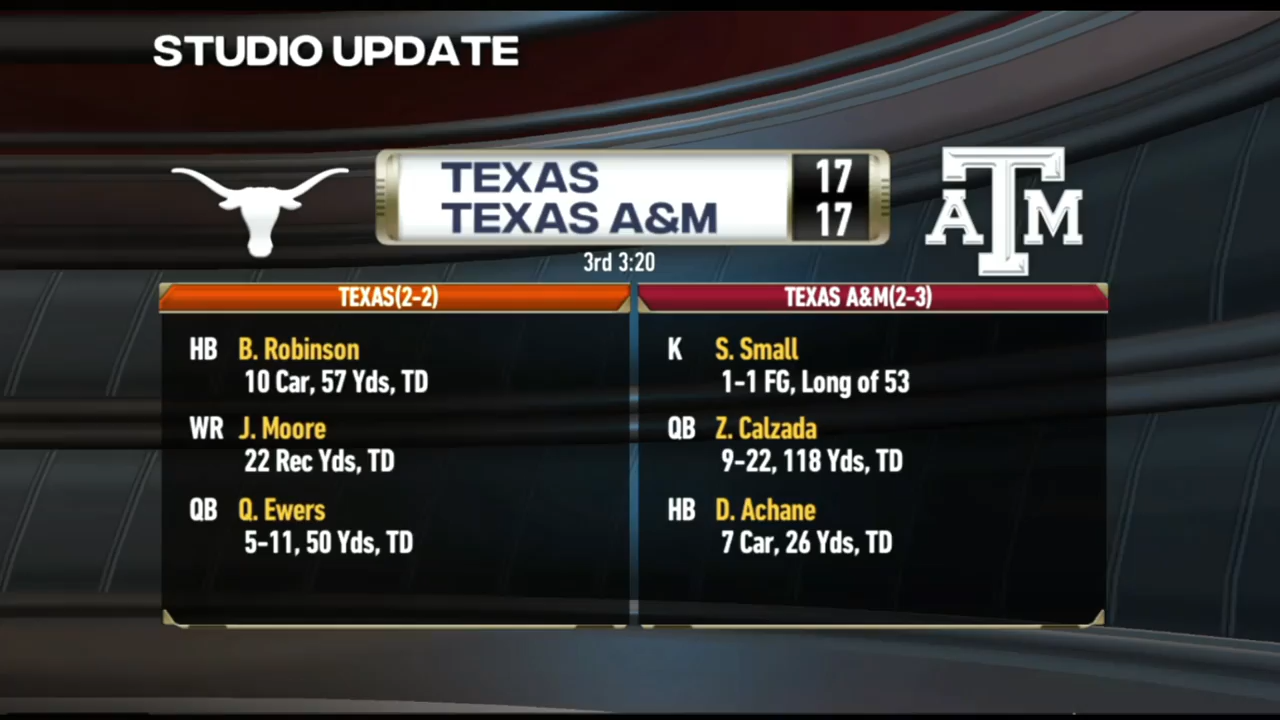 STUDIO UPDATE
TEXAS 17
TEXAS A&M 17
ATM
3rd 3:20
TEXAS(2-2)
HB B. Robinson
10 Car, 57 Yds, TD
WR J. Moore
22 Rec Yds, TD
QB Q. Ewers
5-11, 50 Yds, TD
TEXAS A&M(2-3)
K S. Small
1-1 FG, Long of 53
QB Z. Calzada
9-22, 118 Yds, TD
HB D. Achane
7 Car, 26 Yds, TD